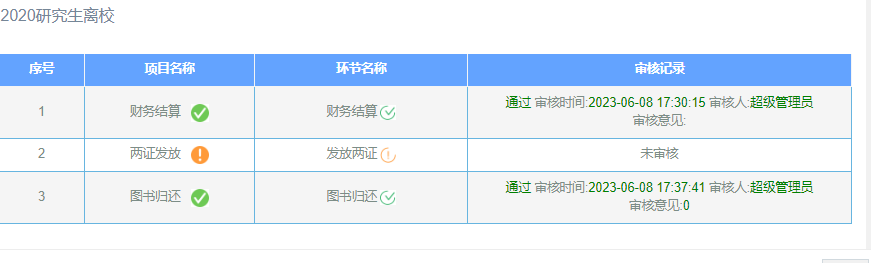 2020研究生离校
序号 项目名称 环节名称 审核记录
1 财务结算 财务结算 通过 审核时间:2023-06-08 17:30:15 审核人:超级管理员
审核意见:
2 两证发放 发放两证 未审核
3 图书归还 图书归还 通过 审核时间:2023-06-08 17:37:41 审核人:超级管理员
审核意见:0